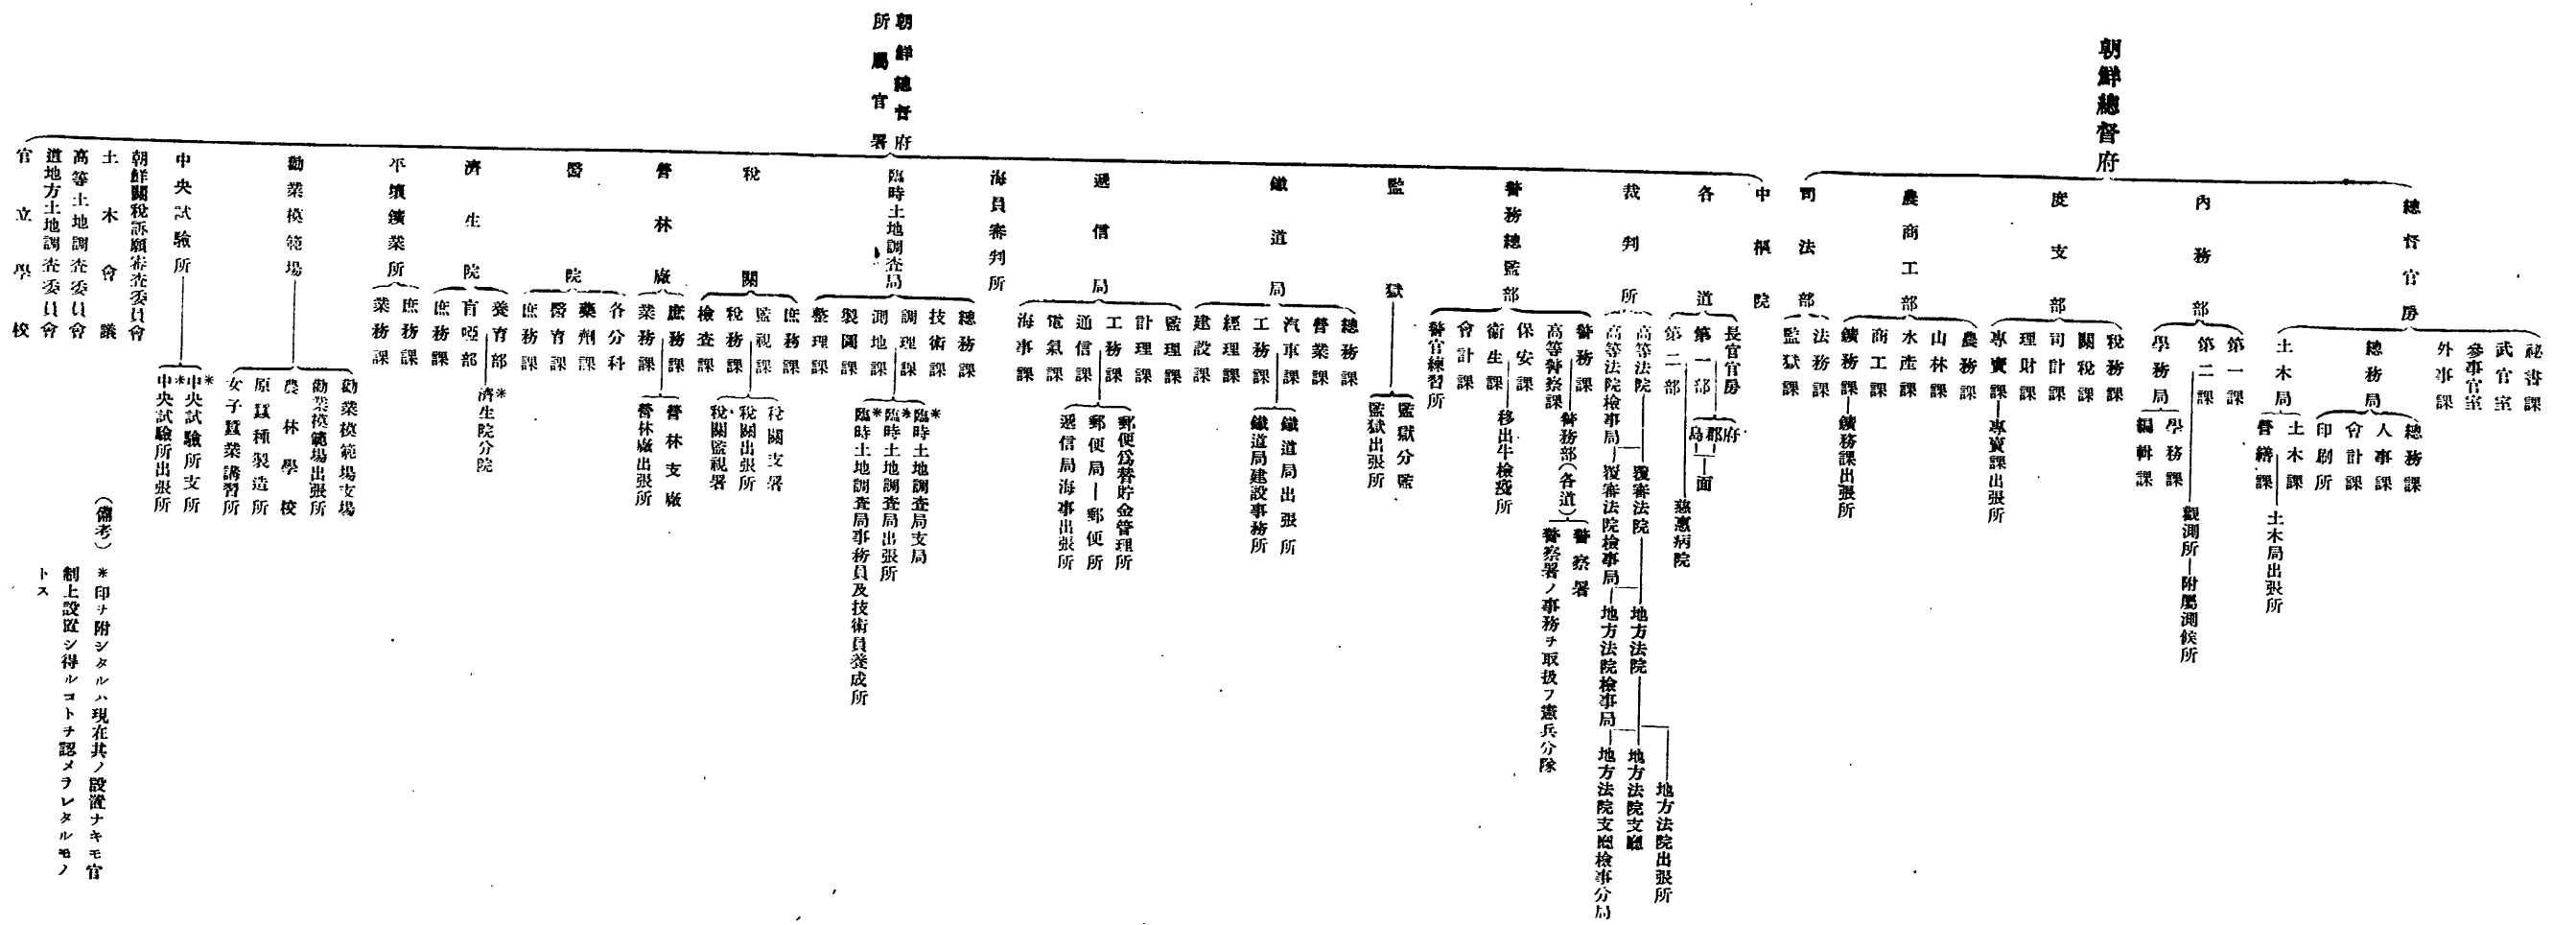 朝鮮總督府
總督官房
祕書課
武官室
參事官室
外事課
總務局
總務課
人事課
會計課
印刷所
土木局
土木課
營繕課
土木局出張所
內務部
第一課
第二課
觀測所—附屬測候所
學務局
學務課
編輯課
度支部
稅務課
關稅課
司計課
理財課
專賣課—專賣課出張所
農商工部
農務課
山林課
水產課
商工課
鑛務課—鑛務課出張所
司法部
法務課
監獄課
朝鮮總督府
所屬官署
中樞院
各道
長官官房
第一部
府
郡
島
面
第二部
慈惠病院
裁判所
高等法院
覆審法院
地方法院
地方法院出張所
地方法院支廳
高等法院檢事局
覆審法院檢事局
地方法院檢事局
地方法院支廳檢事分局
警務總監部
警務課
高等警察課
警務部(各道)
警察署
警察署ノ事務ヲ取扱フ憲兵分隊
保安課
衛生課
移出牛檢疫所
會計課
警官練習所
監獄
監獄分監
監獄出張所
鐵道局
總務課
營業課
汽車課
工務課
經理課
建設課
鐵道局出張所
鐵道局建設事務所
遞信局
監理課
計理課
工務課
通信課
電氣課
海事課
郵便爲替貯金管理所
郵便局—郵便所
遞信局海事出張所
海員審判所
臨時土地調查局
總務課
技術課
調理課
測地課
製圖課
整理課
*臨時土地調查局支局
*臨時土地調查局出張所
*臨時土地調查局事務員及技術員養成所
稅關
庶務課
監視課
稅務課
檢查課
稅關支署
稅關出張所
稅關監視署
營林廠
庶務課
業務課
營林支廠
營林廠出張所
醫院
各分科
藥劑課
醫育課
庶務課
濟生院
養育部
盲啞部
庶務課
*濟生院分院
平壤鑛業所
庶務課
業務課
勸業模範場
勸業模範場支場
勸業模範場出張所
農林學校
原蠶種製造所
女子蠶業講習所
中央試驗所
*中央試驗所支所
*中央試驗所出張所
朝鮮關稅訴願審查委員會
土木會議
高等土地調查委員會
道地方土地調查委員會
官立學校
(備考) *印ヲ附シタルハ現在其ノ設置ナキモ官
制上設置シ得ルコトヲ認メラレタルモノ
トス